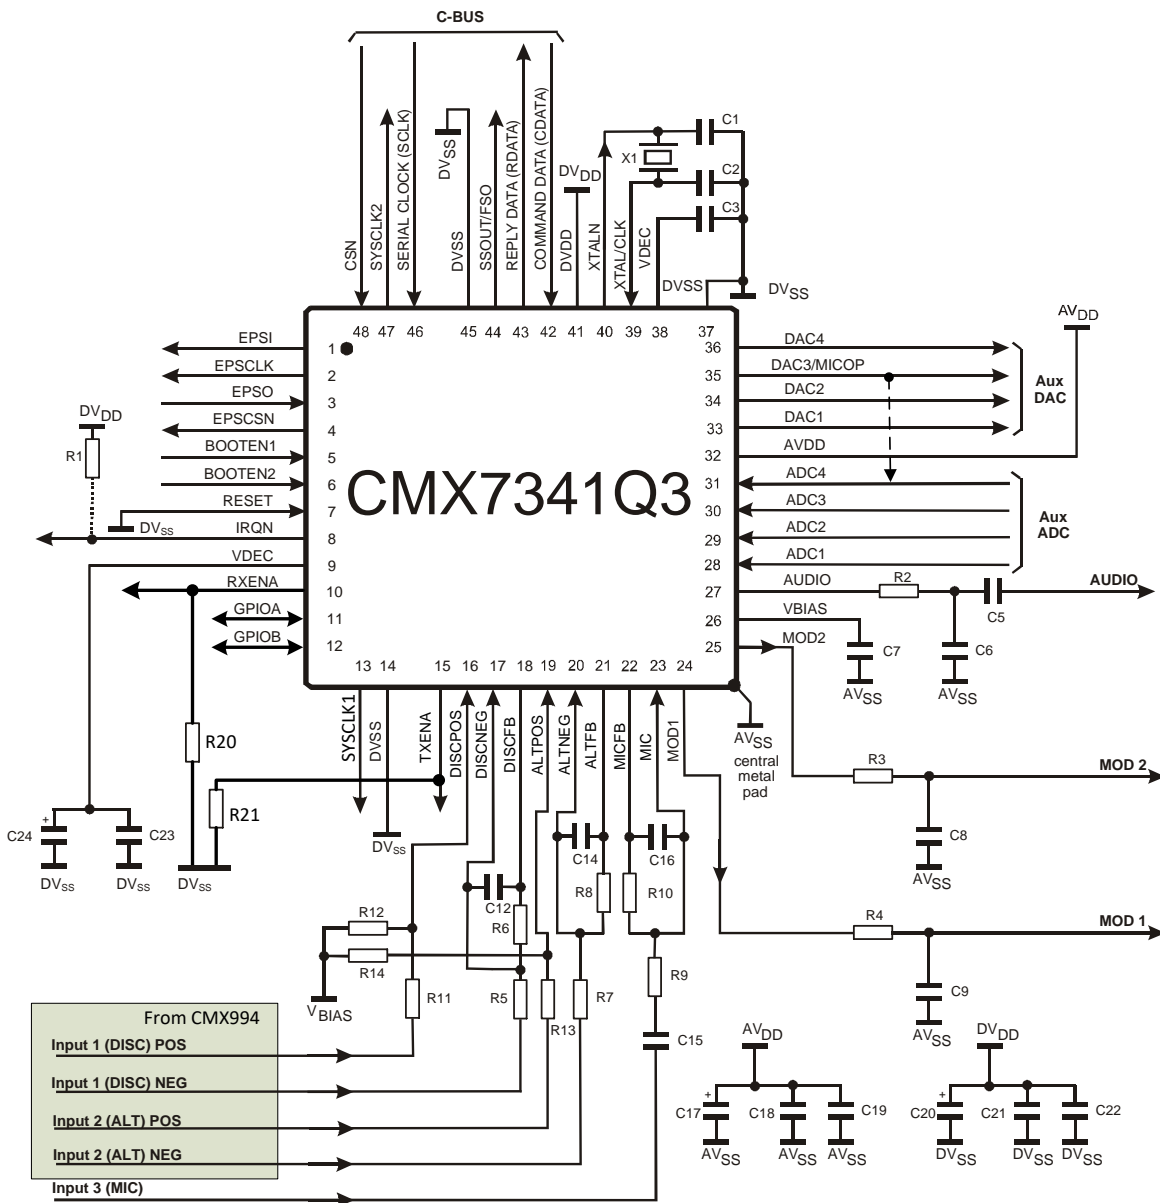 C-BUS
CSN
SYSCLK2
SERIAL CLOCK (SCLK)
DVSS
DVSS
SSOUT/FSO
REPLY DATA (RDATA)
COMMAND DATA (CDATA)
DVDD
DVDD
XTALN
XTAL/CLK
VDEC
DVSS
X1
C1
C2
C3
DVSS
AVDD
48 47 46 45 44 43 42 41 40 39 38 37
EPSI 1
EPSCLK 2
EPSO 3
EPSCSN 4
BOOTEN1 5
BOOTEN2 6
RESET 7
IRQN 8
VDEC 9
RXENA 10
GPIOA 11
GPIOB 12
DVDD
R1
DVSS
CMX7341Q3
36 DAC4
35 DAC3/MICOP
34 DAC2
33 DAC1
32 AVDD
31 ADC4
30 ADC3
29 ADC2
28 ADC1
27 AUDIO
26 VBIAS
25 MOD2
Aux
DAC
Aux
ADC
R2
C5
AUDIO
C7
C6
AVSS
AVSS
13 14 15 16 17 18 19 20 21 22 23 24
SYSCLK1
DVSS
TXENA
DISCPOS
DISCNEG
DISCFB
ALTPOS
ALTNEG
ALTFB
MICFB
MIC
MOD1
AVSS
central
metal
pad
R20
R21
R3
MOD 2
C24 +
C23
C8
DVSS
DVSS
DVSS
DVSS
AVSS
C14
C16
C12
R8
R10
R12
R6
R4
MOD 1
R14
R9
R11
R5
R7
C9
VBIAS
R13
C15
AVSS
From CMX994
Input 1 (DISC) POS
Input 1 (DISC) NEG
Input 2 (ALT) POS
Input 2 (ALT) NEG
Input 3 (MIC)
AVDD
DVDD
+
C17
C18
C19
+
C20
C21
C22
AVSS
AVSS
AVSS
DVSS
DVSS
DVSS